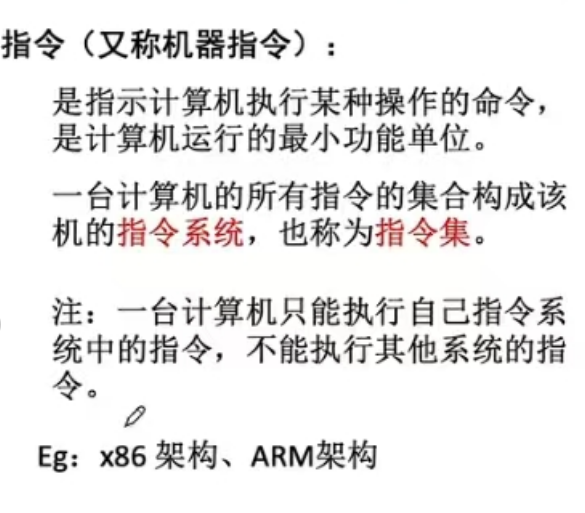 指令（又称机器指令）：
是指示计算机执行某种操作的命令，
是计算机运行的最小功能单位。
一台计算机的所有指令的集合构成该
机的指令系统，也称为指令集。
注：一台计算机只能执行自己指令系
统中的指令，不能执行其他系统的指
令。
Eg：x86 架构、ARM架构